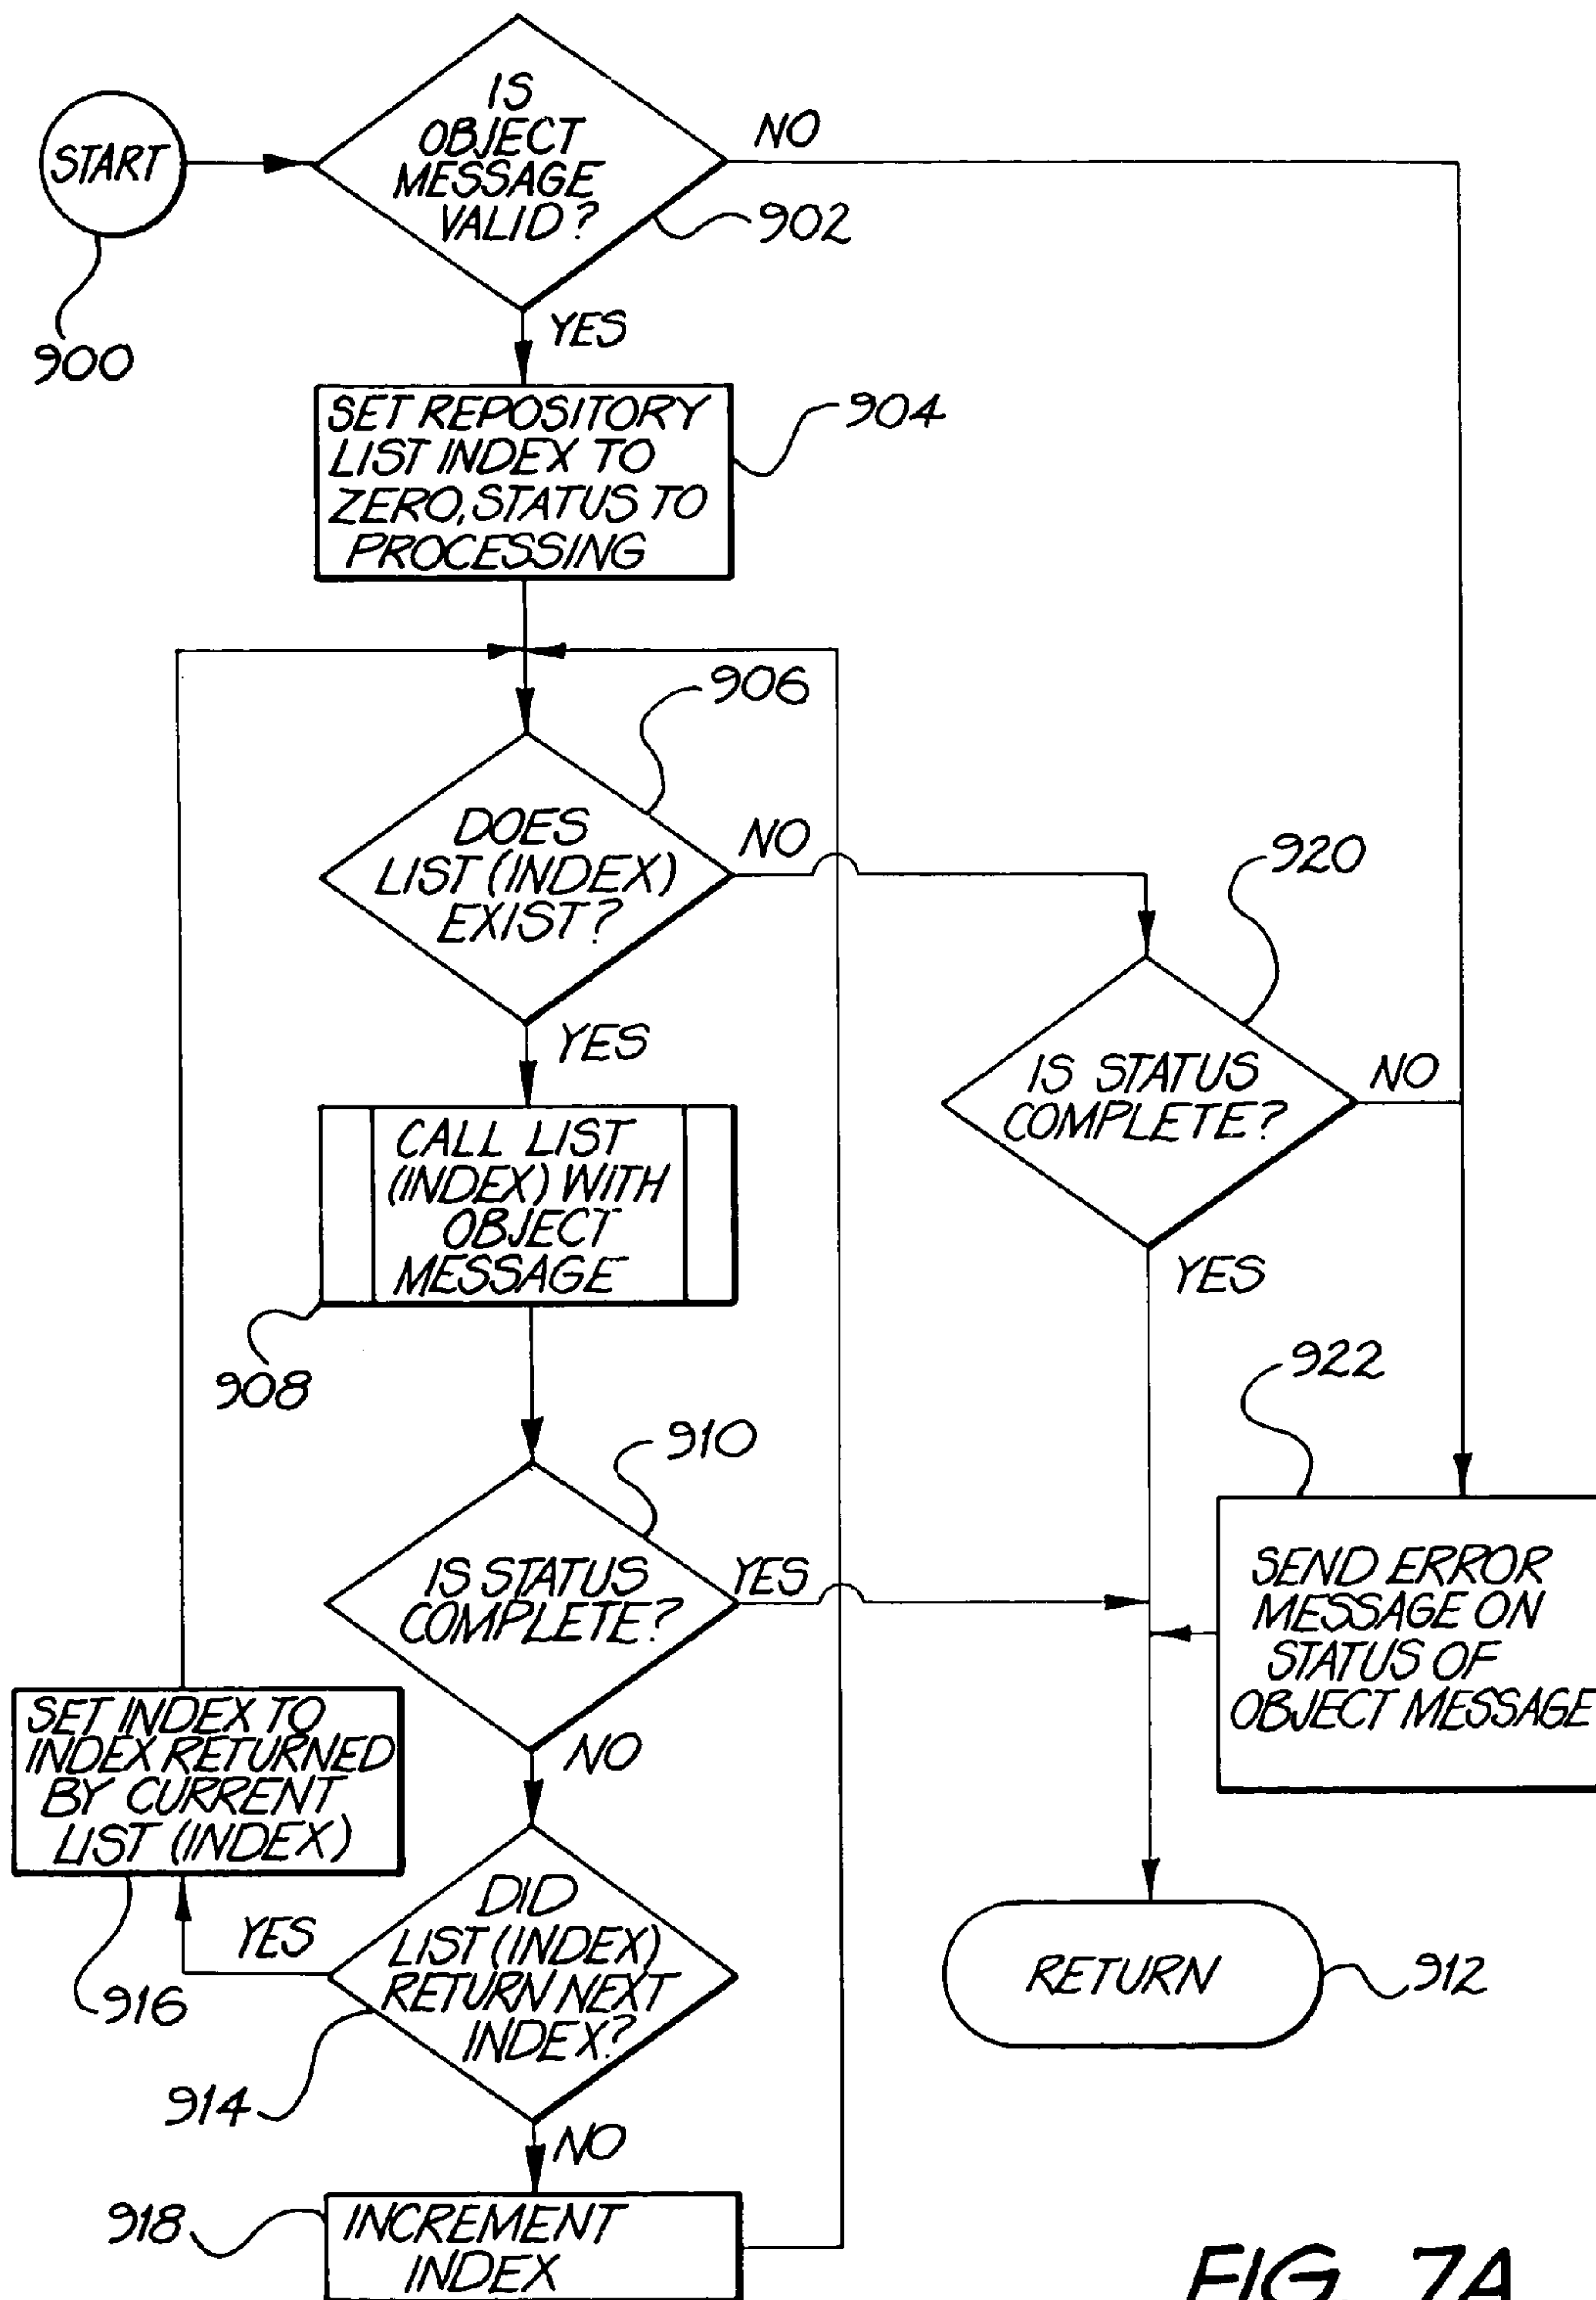 START
900
IS
OBJECT
MESSAGE
VALID?
902
NO
YES
SET REPOSITORY
LIST INDEX TO
ZERO, STATUS TO
PROCESSING
904
906
DOES
LIST (INDEX)
EXIST?
NO
YES
920
IS STATUS
COMPLETE?
NO
YES
CALL LIST
(INDEX) WITH
OBJECT
MESSAGE
908
922
SEND ERROR
MESSAGE ON
STATUS OF
OBJECT MESSAGE
910
IS STATUS
COMPLETE?
YES
NO
SET INDEX TO
INDEX RETURNED
BY CURRENT
LIST (INDEX)
916
YES
DID
LIST (INDEX)
RETURN NEXT
INDEX?
914
NO
RETURN
912
918
INCREMENT
INDEX
FIG. 7A